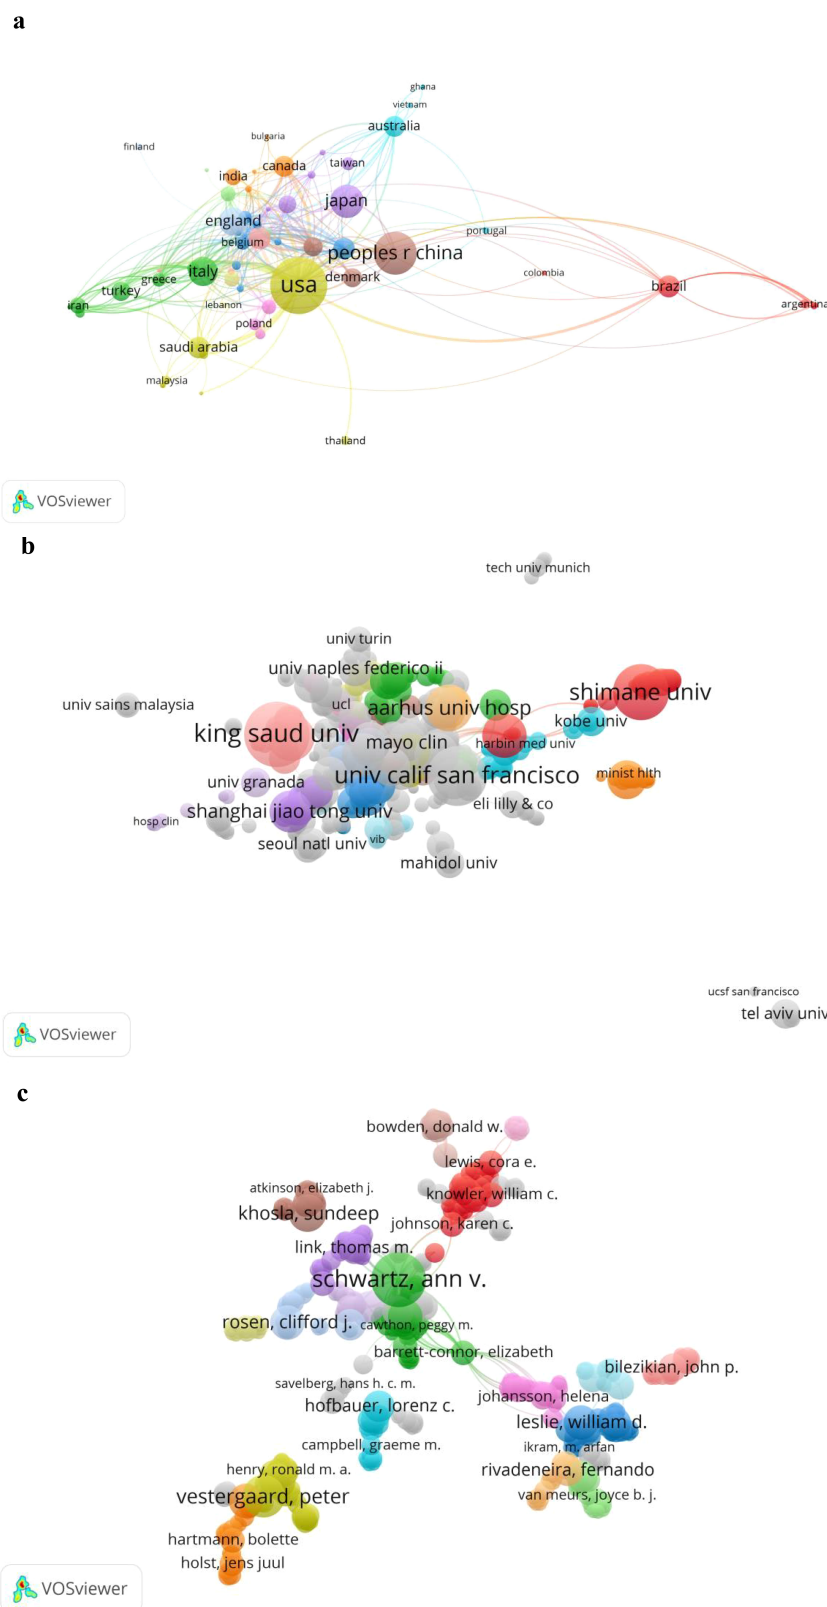 a
ghana
vietnam
australia
bulgaria
finland
canada
taiwan
india
japan
england
portugal
belgium
peoples r china
italy
colombia
greece
denmark
usa
turkey
brazil
iran
lebanon
argentina
poland
saudi arabia
malaysia
thailand
VOSviewer
b
tech univ munich
univ turin
univ naples federico ii
shimane univ
univ sains malaysia
ucl
aarhus univ hosp
kobe univ
king saud univ
mayo clin
harbin med univ
univ calif san francisco
minist hlth
univ granada
eli lilly & co
shanghai jiao tong univ
hosp clin
seoul natl univ
vib
mahidol univ
ucsf san francisco
tel aviv univ
VOSviewer
c
bowden, donald w.
lewis, cora e.
atkinson, elizabeth j.
knowler, william c.
khosla, sundeep
johnson, karen c.
link, thomas m.
schwartz, ann v.
rosen, clifford j.
cawthon, peggy m.
barrett-connor, elizabeth
bilezikian, john p.
savelberg, hans h. c. m.
johansson, helena
hofbauer, lorenz c.
leslie, william d.
campbell, graeme m.
ikram, m. arfan
henry, ronald m. a.
rivadeneira, fernando
vestergaard, peter
van meurs, joyce b. j.
hartmann, bolette
holst, jens juul
VOSviewer